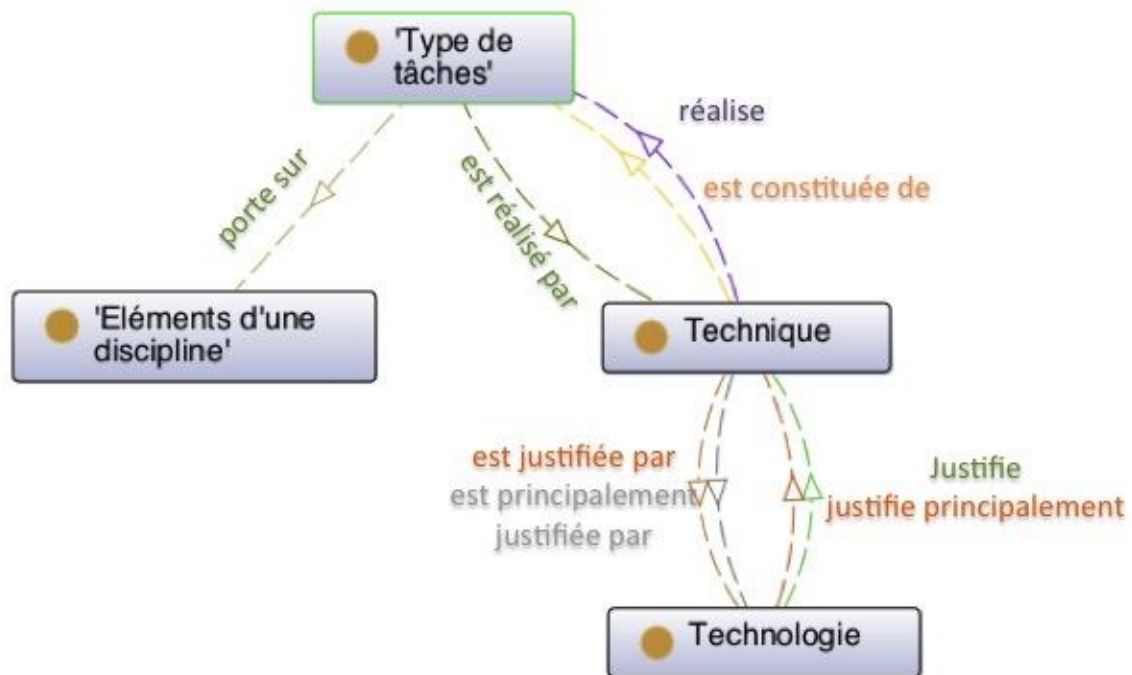 'Type de
tâches'
réalise
est constituée de
porte sur
est réalisé par
'Eléments d'une
discipline'
Technique
est justifiée par
est principalement
justifiée par
Justifie
justifie principalement
Technologie